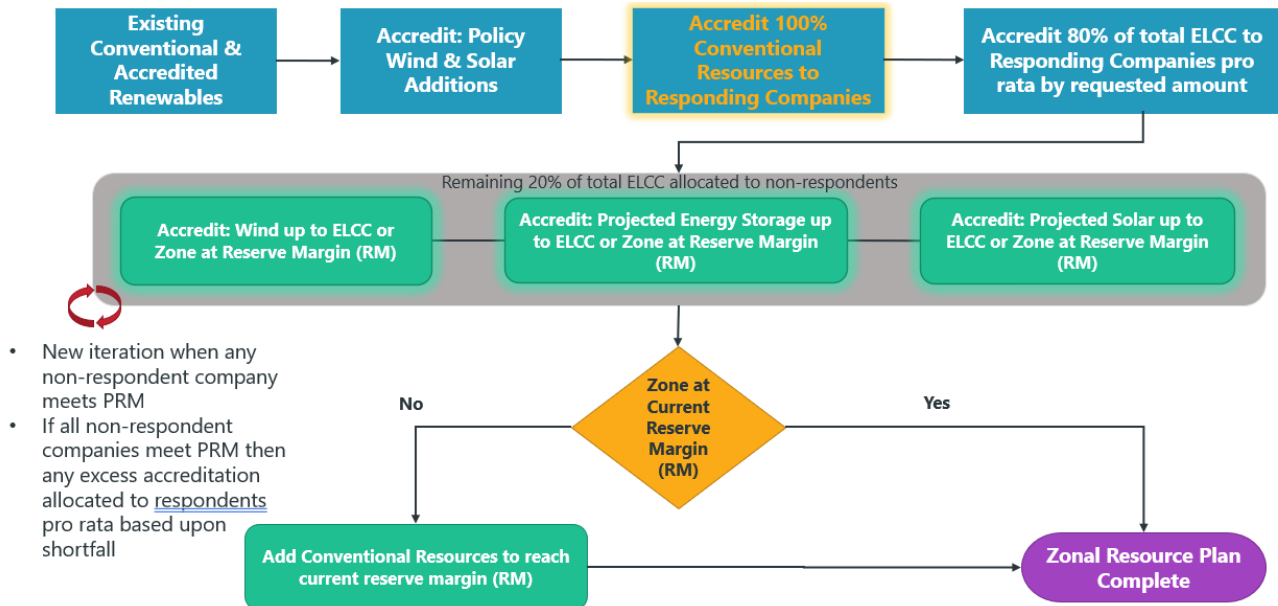 Existing
Conventional &
Accredited
Renewables
Accredit: Policy
Wind & Solar
Additions
Accredit 100%
Conventional
Resources to
Responding Companies
Accredit 80% of total ELCC to
Responding Companies pro
rata by requested amount
Remaining 20% of total ELCC allocated to non-respondents
Accredit: Wind up to ELCC or
Zone at Reserve Margin (RM)
Accredit: Projected Energy Storage up
to ELCC or Zone at Reserve Margin
(RM)
Accredit: Projected Solar up to
ELCC or Zone at Reserve Margin
(RM)
• New iteration when any
non-respondent company
meets PRM
• If all non-respondent
companies meet PRM then
any excess accreditation
allocated to respondents
pro rata based upon
shortfall
Zone at
Current
Reserve
Margin
(RM)
No
Yes
Add Conventional Resources to reach
current reserve margin (RM)
Zonal Resource Plan
Complete